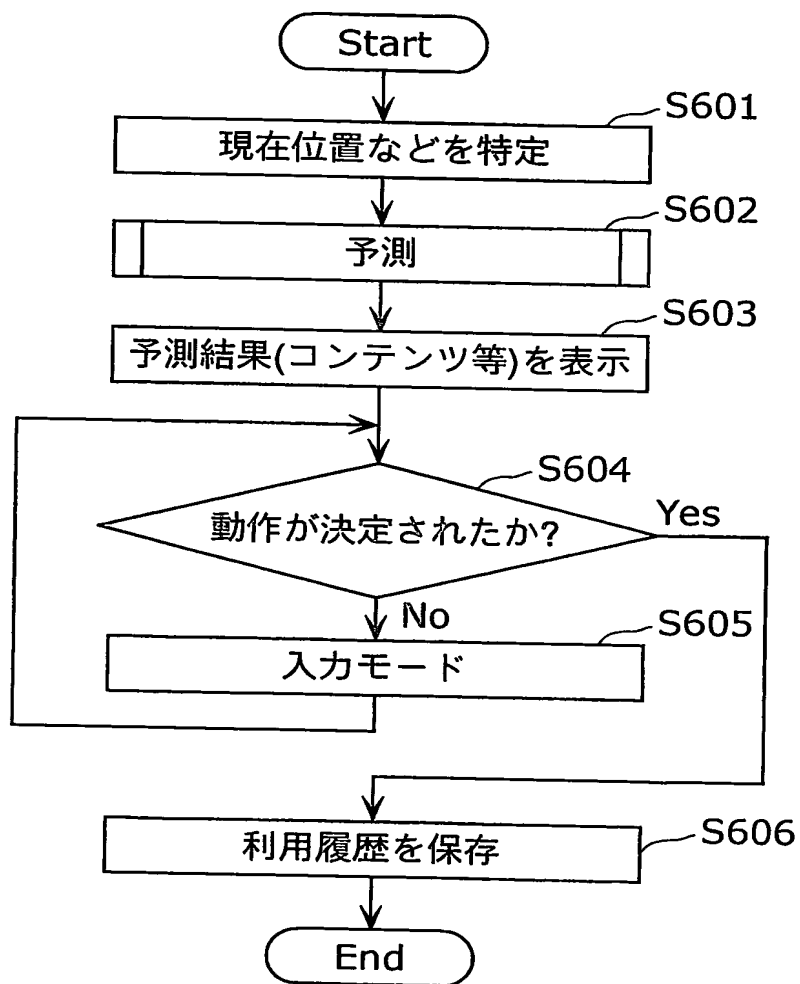 Start
S601
現在位置などを特定
S602
予測
S603
予測結果(コンテンツ等)を表示
S604
動作が決定されたか?
Yes
No
S605
入力モード
S606
利用履歴を保存
End